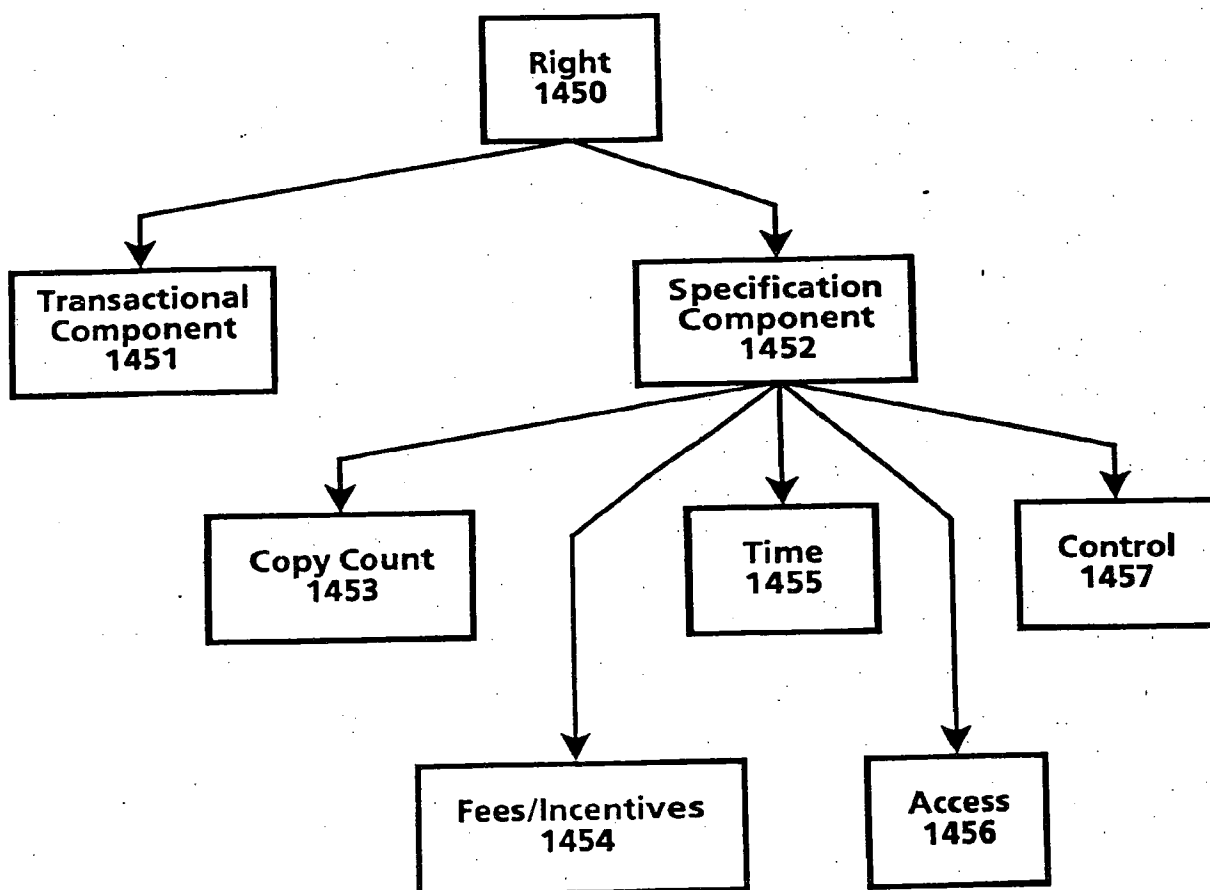 Right
1450
Transactional
Component
1451
Specification
Component
1452
Copy Count
1453
Time
1455
Control
1457
Fees/Incentives
1454
Access
1456